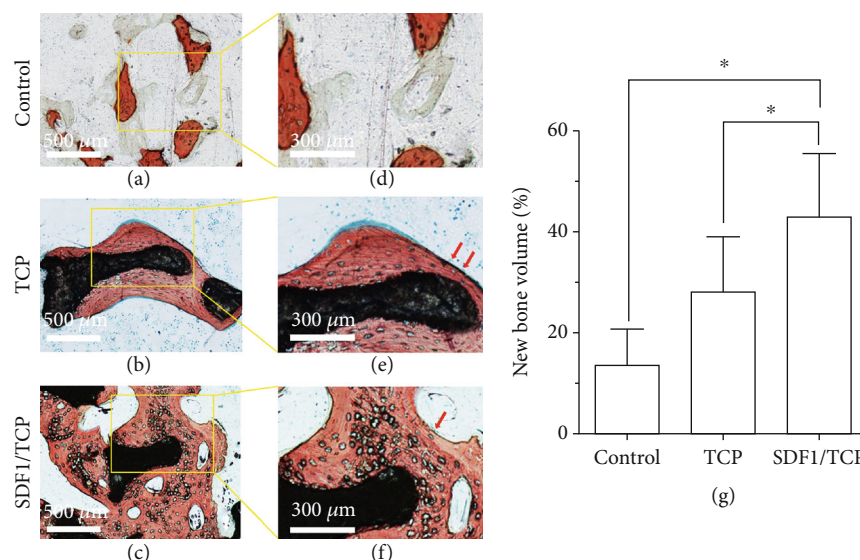 Control
500 μm
300 μm
(a)
(d)
TCP
500 μm
300 μm
(b)
(e)
SDF1/TCP
500 μm
300 μm
(c)
(f)
*
*
New bone volume (%)
60
40
20
0
Control TCP SDF1/TCP
(g)